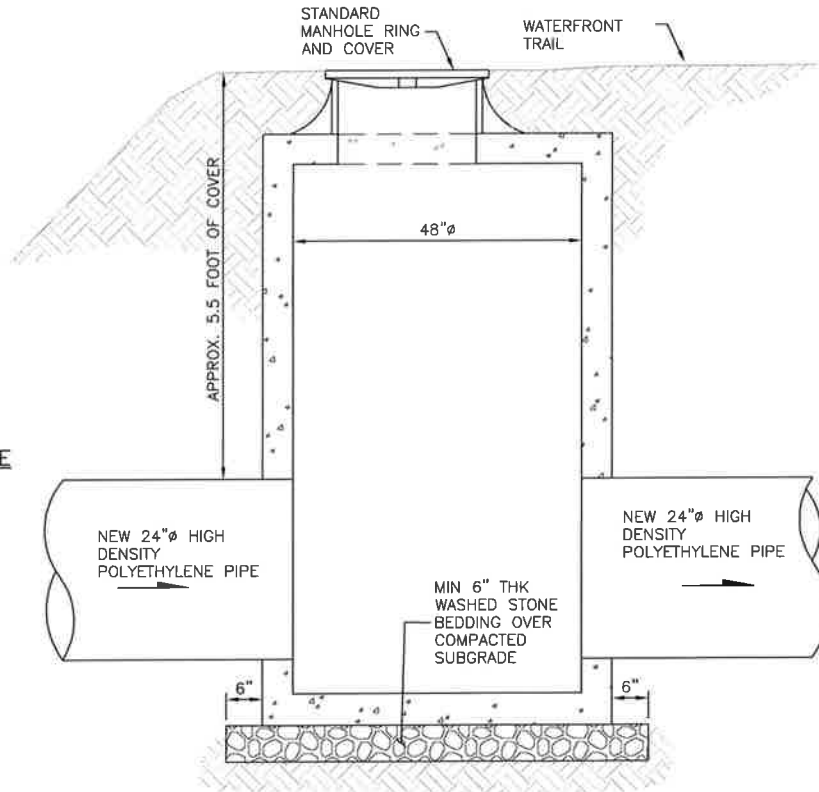 STANDARD
MANHOLE RING
AND COVER
WATERFRONT
TRAIL
APPROX. 5.5 FOOT OF COVER
48"ø
E
NEW 24"ø HIGH
DENSITY
POLYETHYLENE PIPE
NEW 24"ø HIGH
DENSITY
POLYETHYLENE PIPE
MIN 6" THK
WASHED STONE
BEDDING OVER
COMPACTED
SUBGRADE
6"
6"